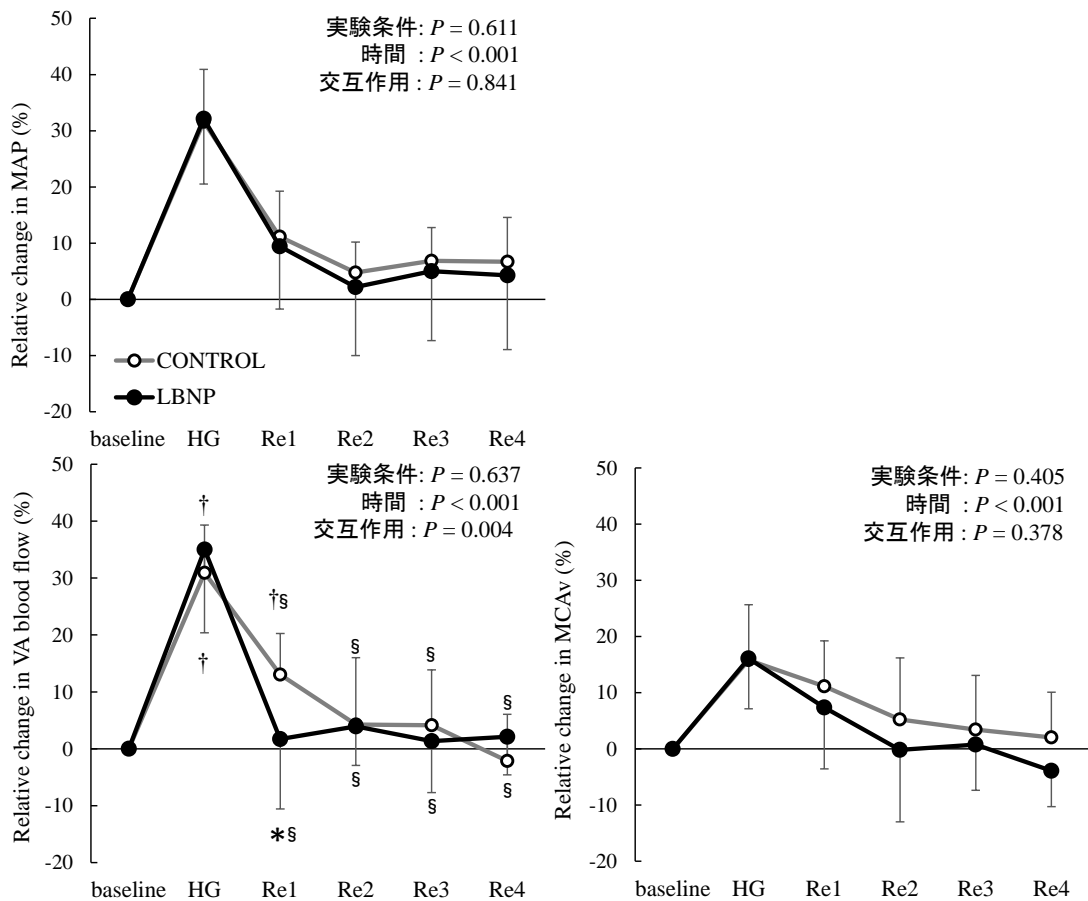 実験条件: P = 0.611
時間 : P < 0.001
交互作用 : P = 0.841
Relative change in MAP (%)
50
40
30
20
10
0
-10
-20
CONTROL
LBNP
baseline HG Re1 Re2 Re3 Re4
実験条件: P = 0.637
時間 : P < 0.001
交互作用 : P = 0.004
Relative change in VA blood flow (%)
50
40
30
20
10
0
-10
-20
†
†
†§
*§
§
§
§
§
§
§
baseline HG Re1 Re2 Re3 Re4
実験条件: P = 0.405
時間 : P < 0.001
交互作用 : P = 0.378
Relative change in MCAv (%)
50
40
30
20
10
0
-10
-20
baseline HG Re1 Re2 Re3 Re4